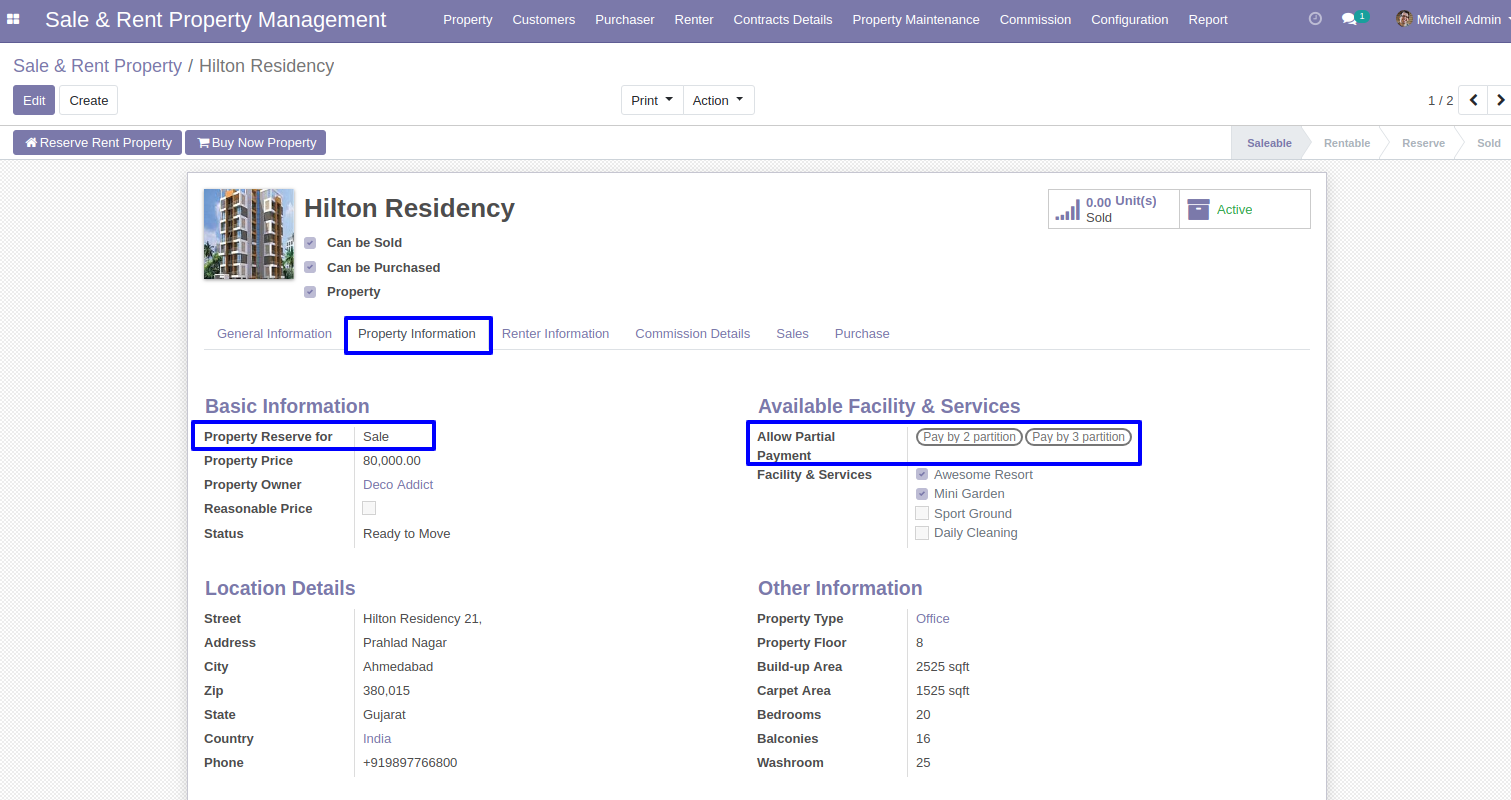 Sale & Rent Property Management Property Customers Purchaser Renter Contracts Details Property Maintenance Commission Configuration Report 1 Mitchell Admin
Sale & Rent Property / Hilton Residency
Edit Create Print Action 1 / 2
Reserve Rent Property Buy Now Property Saleable Rentable Reserve Sold
Hilton Residency
0.00 Unit(s)
Sold
Active
Can be Sold
Can be Purchased
Property
General Information Property Information Renter Information Commission Details Sales Purchase
Basic Information
Property Reserve for Sale
Property Price 80,000.00
Property Owner Deco Addict
Reasonable Price
Status Ready to Move
Available Facility & Services
Allow Partial
Payment
Pay by 2 partition Pay by 3 partition
Facility & Services Awesome Resort
Mini Garden
Sport Ground
Daily Cleaning
Location Details
Street Hilton Residency 21,
Address Prahlad Nagar
City Ahmedabad
Zip 380,015
State Gujarat
Country India
Phone +919897766800
Other Information
Property Type Office
Property Floor 8
Build-up Area 2525 sqft
Carpet Area 1525 sqft
Bedrooms 20
Balconies 16
Washroom 25